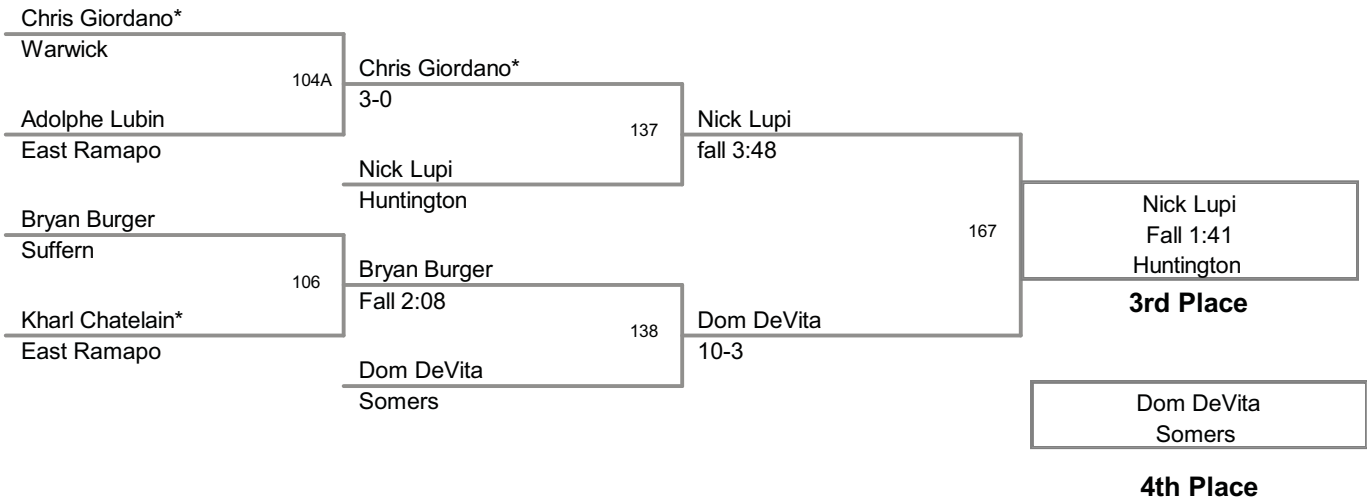 Chris Giordano*
Warwick
104A
Chris Giordano*
3-0
Adolphe Lubin
East Ramapo
137
Nick Lupi
fall 3:48
Nick Lupi
Huntington
Bryan Burger
Suffern
106
Bryan Burger
Fall 2:08
Kharl Chatelain*
East Ramapo
138
Dom DeVita
10-3
Dom DeVita
Somers
167
Nick Lupi
Fall 1:41
Huntington
3rd Place
Dom DeVita
Somers
4th Place